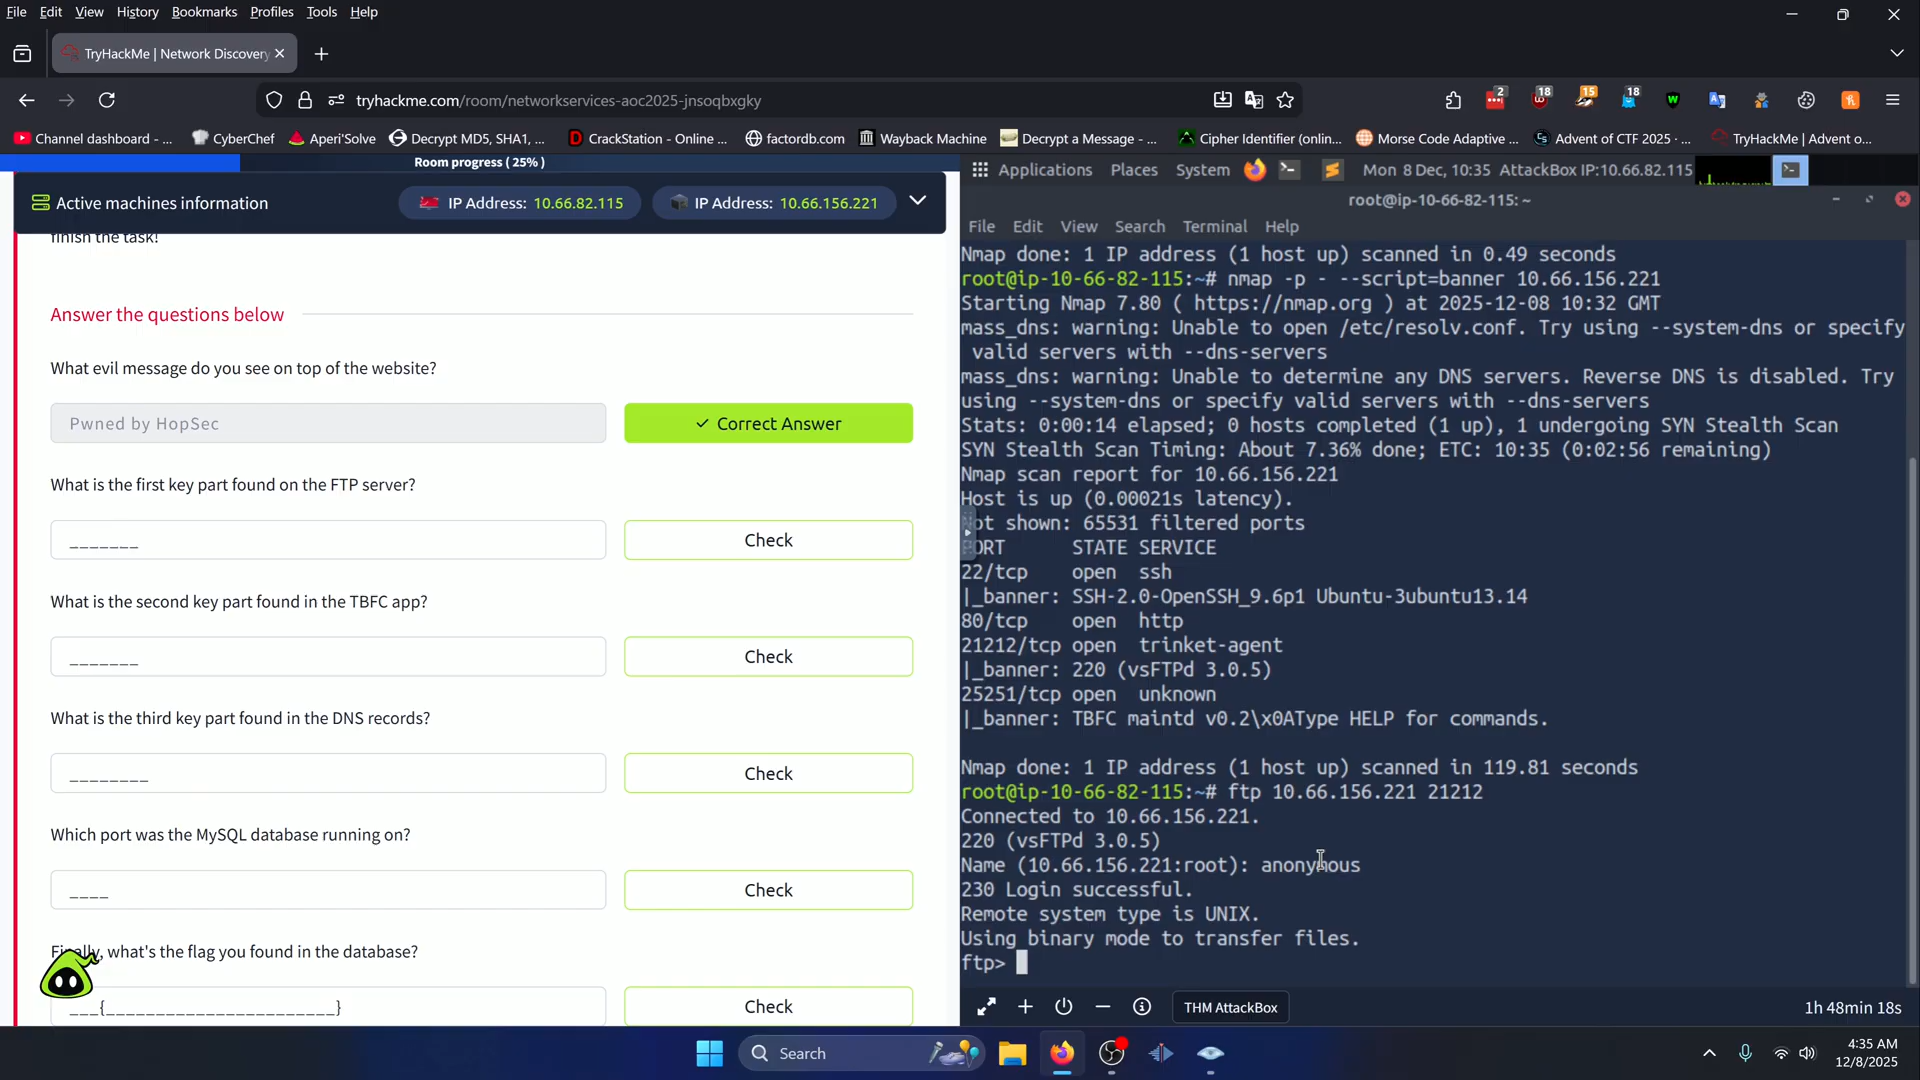 File Edit View History Bookmarks Profiles Tools Help
TryHackMe | Network Discovery
tryhackme.com/room/networkservices-aoc2025-jnsoqbxgky
2 18 15 18
Channel dashboard - ... CyberChef Aperi'Solve Decrypt MD5, SHA1, ... CrackStation - Online ... factordb.com Wayback Machine Decrypt a Message - ... Cipher Identifier (onlin... Morse Code Adaptive ... Advent of CTF 2025 · ... TryHackMe | Advent o...
Room progress ( 25% )
Active machines information
IP Address: 10.66.82.115
IP Address: 10.66.156.221
finish the task!
Answer the questions below
What evil message do you see on top of the website?
Pwned by HopSec
Correct Answer
What is the first key part found on the FTP server?
_______
Check
What is the second key part found in the TBFC app?
_______
Check
What is the third key part found in the DNS records?
________
Check
Which port was the MySQL database running on?
____
Check
Finally, what's the flag you found in the database?
___{_______________________}
Check
Applications Places System Mon 8 Dec, 10:35 AttackBox IP:10.66.82.115
root@ip-10-66-82-115: ~
File Edit View Search Terminal Help
Nmap done: 1 IP address (1 host up) scanned in 0.49 seconds
root@ip-10-66-82-115:~# nmap -p - --script=banner 10.66.156.221
Starting Nmap 7.80 ( https://nmap.org ) at 2025-12-08 10:32 GMT
mass_dns: warning: Unable to open /etc/resolv.conf. Try using --system-dns or specify
valid servers with --dns-servers
mass_dns: warning: Unable to determine any DNS servers. Reverse DNS is disabled. Try
using --system-dns or specify valid servers with --dns-servers
Stats: 0:00:14 elapsed; 0 hosts completed (1 up), 1 undergoing SYN Stealth Scan
SYN Stealth Scan Timing: About 7.36% done; ETC: 10:35 (0:02:56 remaining)
Nmap scan report for 10.66.156.221
Host is up (0.00021s latency).
Not shown: 65531 filtered ports
PORT STATE SERVICE
22/tcp open ssh
|_banner: SSH-2.0-OpenSSH_9.6p1 Ubuntu-3ubuntu13.14
80/tcp open http
21212/tcp open trinket-agent
|_banner: 220 (vsFTPd 3.0.5)
25251/tcp open unknown
|_banner: TBFC maintd v0.2\x0AType HELP for commands.
Nmap done: 1 IP address (1 host up) scanned in 119.81 seconds
root@ip-10-66-82-115:~# ftp 10.66.156.221 21212
Connected to 10.66.156.221.
220 (vsFTPd 3.0.5)
Name (10.66.156.221:root): anonymous
230 Login successful.
Remote system type is UNIX.
Using binary mode to transfer files.
ftp>
THM AttackBox
1h 48min 18s
Search
4:35 AM
12/8/2025